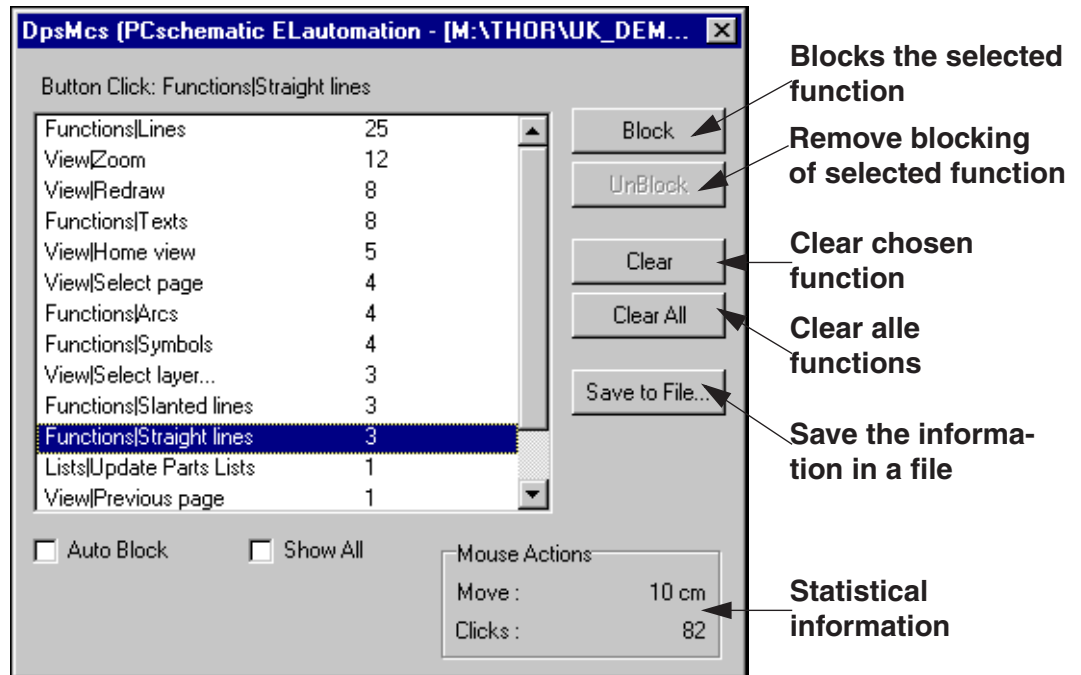 DpsMcs (PCschematic ELautomation - [M:\THOR\UK_DEM...
Button Click: Functions|Straight lines
Functions|Lines 25
View|Zoom 12
View|Redraw 8
Functions|Texts 8
View|Home view 5
View|Select page 4
Functions|Arcs 4
Functions|Symbols 4
View|Select layer... 3
Functions|Slanted lines 3
Functions|Straight lines 3
Lists|Update Parts Lists 1
View|Previous page 1
Auto Block
Show All
Block
UnBlock
Clear
Clear All
Save to File...
Mouse Actions
Move : 10 cm
Clicks : 82
Blocks the selected
function
Remove blocking
of selected function
Clear chosen
function
Clear alle
functions
Save the informa-
tion in a file
Statistical
information